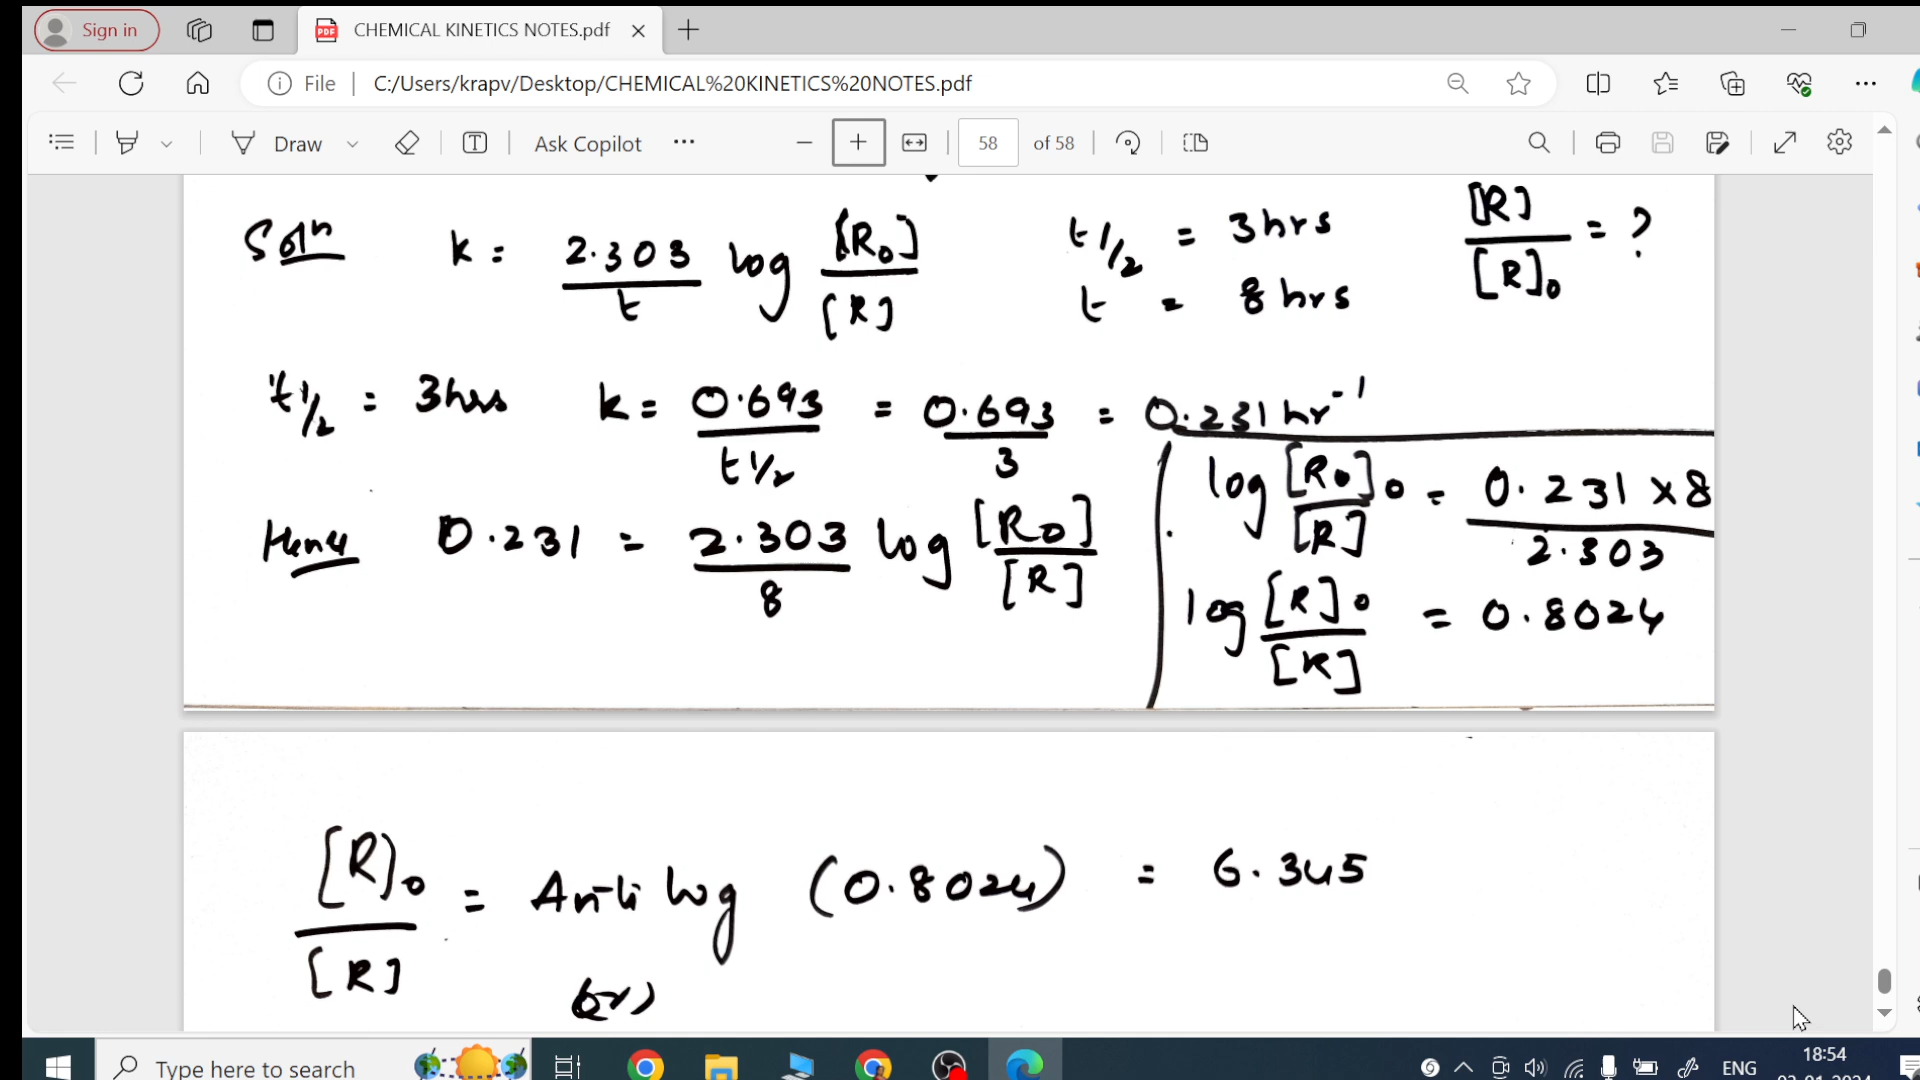 Sign in
CHEMICAL KINETICS NOTES.pdf
File | C:/Users/krapv/Desktop/CHEMICAL%20KINETICS%20NOTES.pdf
Draw
Ask Copilot
58 of 58
Soln k = 2.303/t log [R₀]/[R] t1/2 = 3hrs [R]/[R]₀ = ?
t = 8 hrs
t1/2 = 3hrs k = 0.693/t1/2 = 0.693/3 = 0.231 hr⁻¹
Hence 0.231 = 2.303/8 log [R₀]/[R]
log [R₀]₀/[R] = 0.231 x 8/2.303
log [R]₀/[R] = 0.8024
[R]₀/[R] = Anti log (0.8024) = 6.345
(or)
Type here to search
ENG
18:54